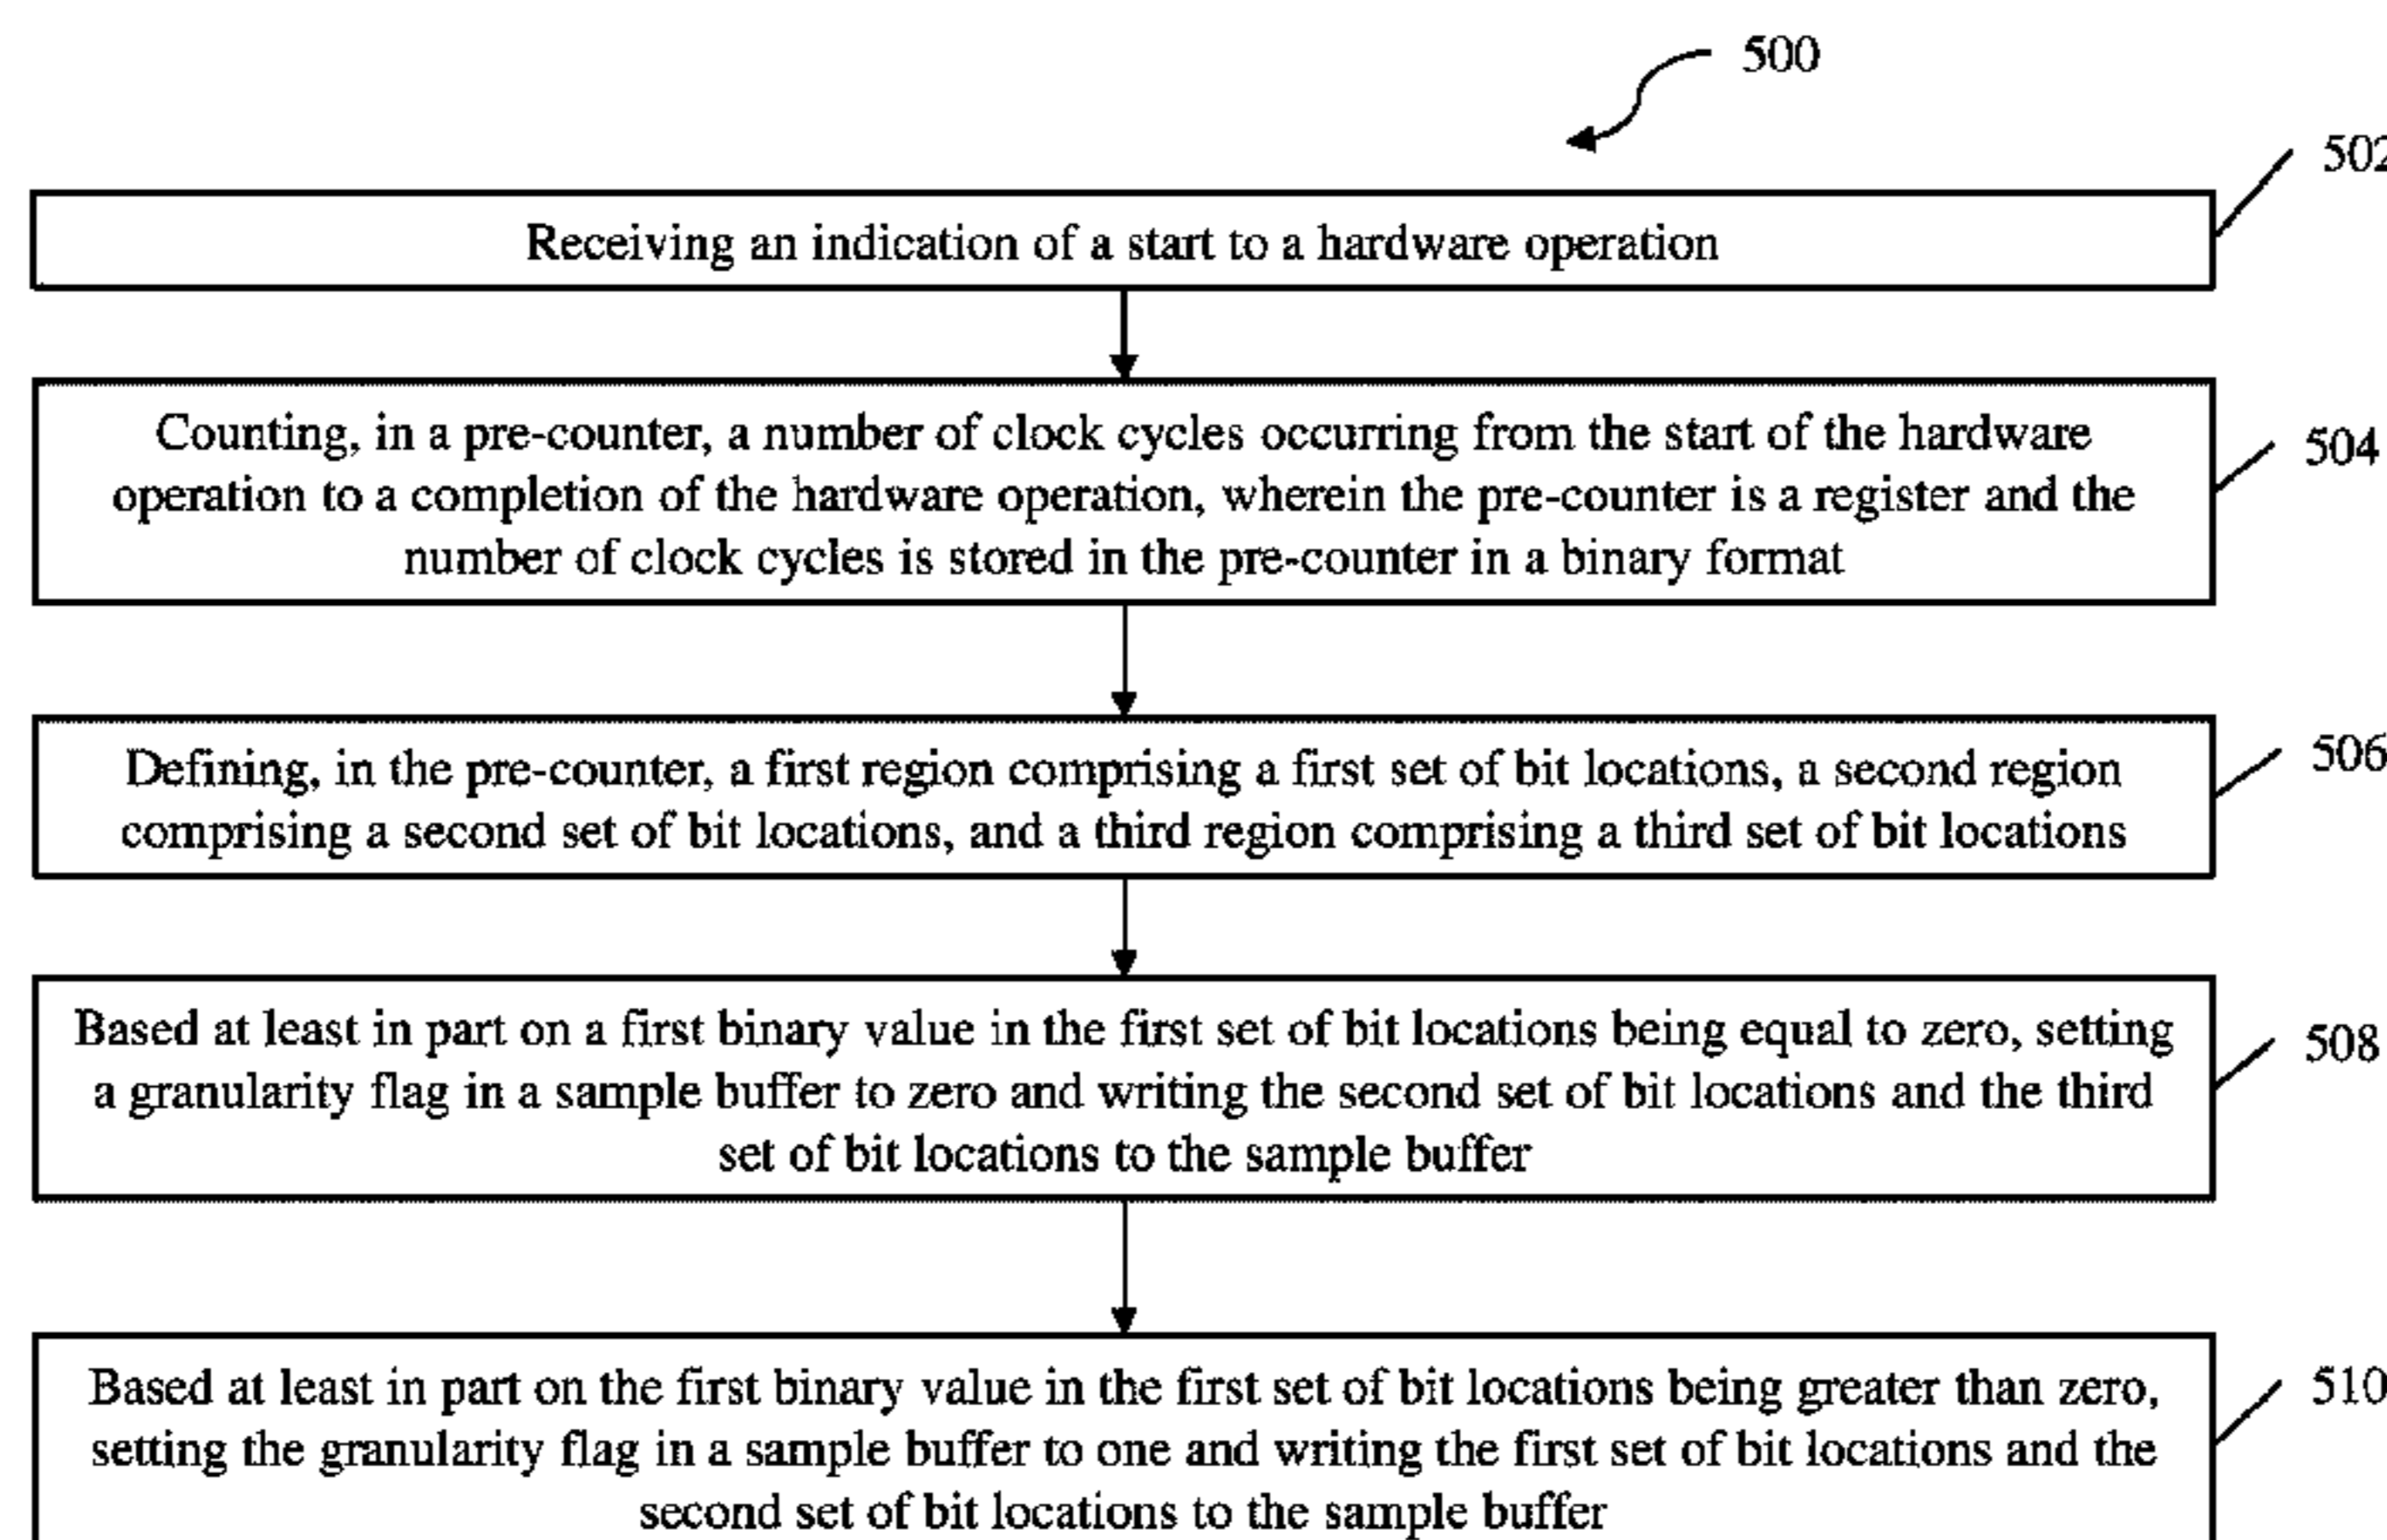 500
502
Receiving an indication of a start to a hardware operation
Counting, in a pre-counter, a number of clock cycles occurring from the start of the hardware
operation to a completion of the hardware operation, wherein the pre-counter is a register and the
number of clock cycles is stored in the pre-counter in a binary format
504
Defining, in the pre-counter, a first region comprising a first set of bit locations, a second region
comprising a second set of bit locations, and a third region comprising a third set of bit locations
506
Based at least in part on a first binary value in the first set of bit locations being equal to zero, setting
a granularity flag in a sample buffer to zero and writing the second set of bit locations and the third
set of bit locations to the sample buffer
508
Based at least in part on the first binary value in the first set of bit locations being greater than zero,
setting the granularity flag in a sample buffer to one and writing the first set of bit locations and the
second set of bit locations to the sample buffer
510